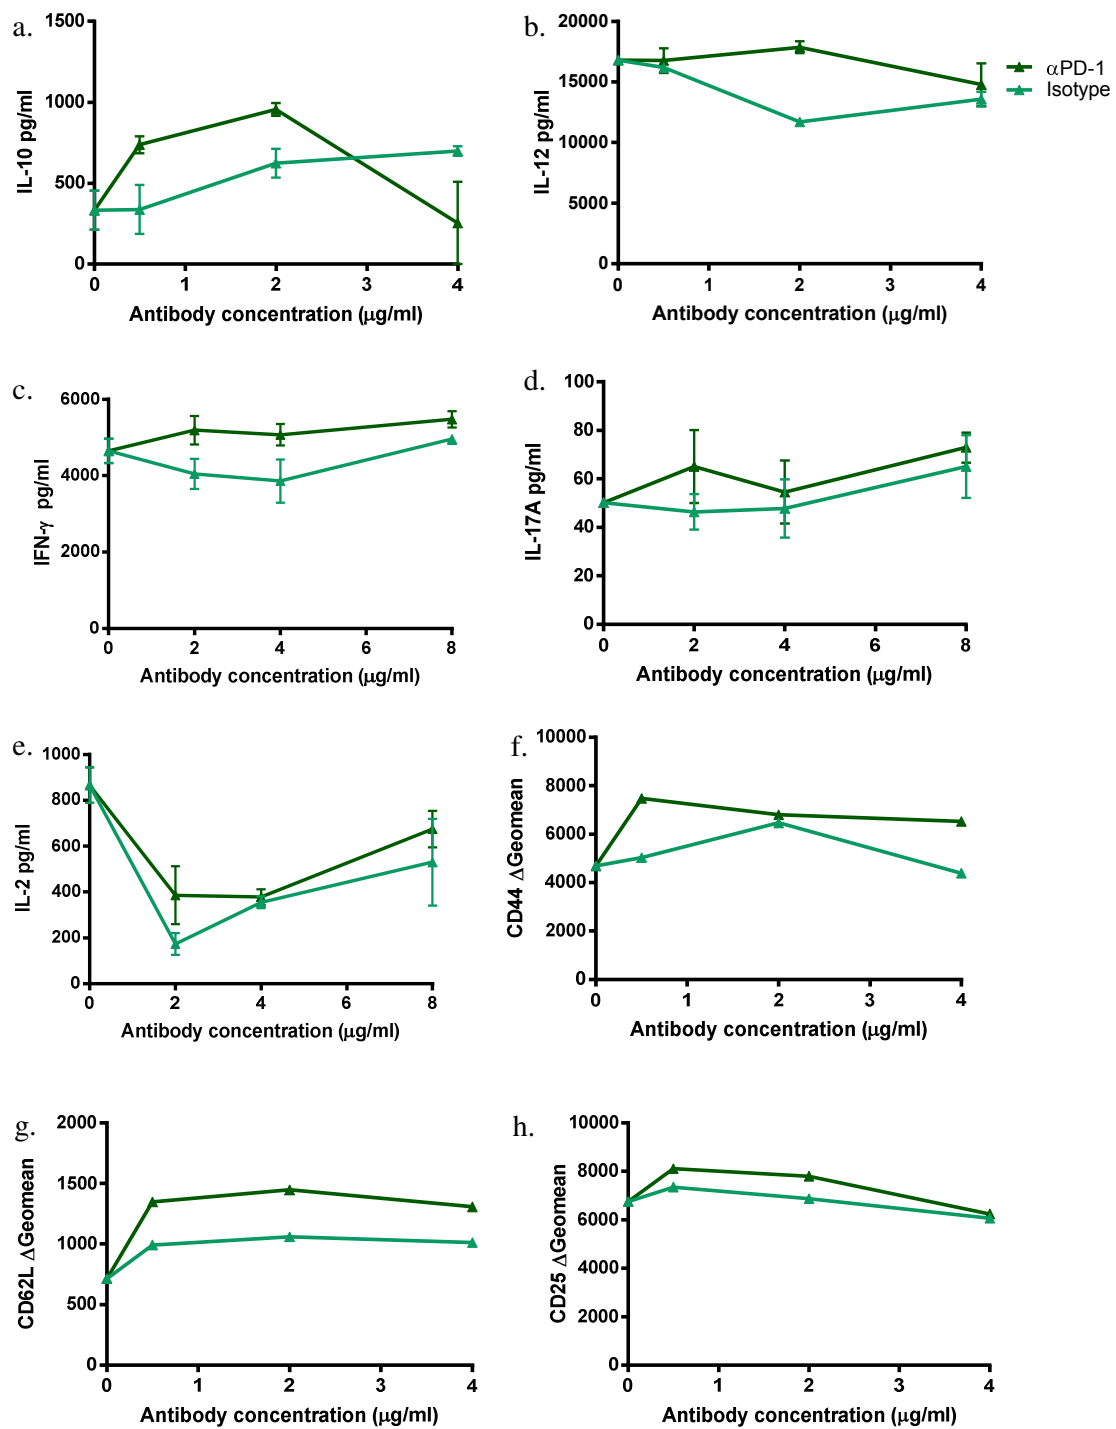 a.
1500
1000
500
0
IL-10 pg/ml
0 1 2 3 4
Antibody concentration (μg/ml)
b.
20000
15000
10000
5000
0
IL-12 pg/ml
0 1 2 3 4
Antibody concentration (μg/ml)
αPD-1
Isotype
c.
6000
4000
2000
0
IFN-γ pg/ml
0 2 4 6 8
Antibody concentration (μg/ml)
d.
100
80
60
40
20
0
IL-17A pg/ml
0 2 4 6 8
Antibody concentration (μg/ml)
e.
1000
800
600
400
200
0
IL-2 pg/ml
0 2 4 6 8
Antibody concentration (μg/ml)
f.
10000
8000
6000
4000
2000
0
CD44 ΔGeomean
0 1 2 3 4
Antibody concentration (μg/ml)
g.
2000
1500
1000
500
0
CD62L ΔGeomean
0 1 2 3 4
Antibody concentration (μg/ml)
h.
10000
8000
6000
4000
2000
0
CD25 ΔGeomean
0 1 2 3 4
Antibody concentration (μg/ml)